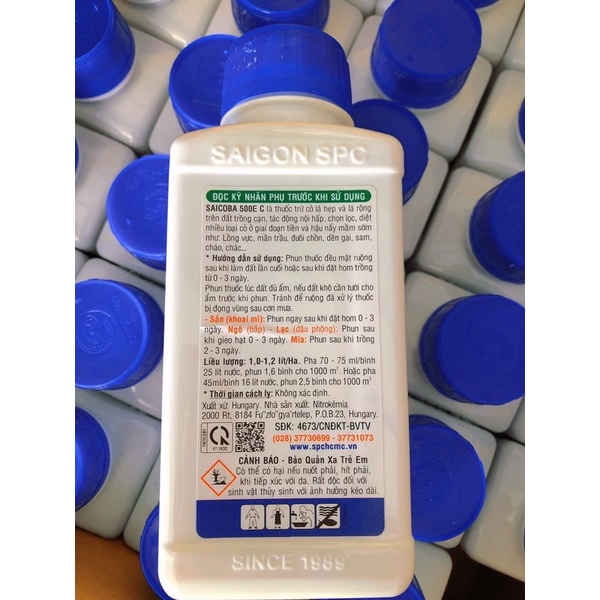 SAIGON SPC
ĐỌC KỸ NHÃN PHỤ TRƯỚC KHI SỬ DỤNG
SAICOBA 500E C là thuốc trừ cỏ lá hẹp và lá rộng
trên đất trồng cạn, tác động nội hấp, chọn lọc, diệt
nhiều loại cỏ ở giai đoạn tiền và hậu nẩy mầm sớm
như: Lồng vực, mần trầu, đuôi chồn, dền gai, sam,
cháo, chác...
* Hướng dẫn sử dụng: Phun thuốc đều mặt ruộng
sau khi làm đất lần cuối hoặc sau khi đặt hom trồng
từ 0 - 3 ngày.
Phun thuốc lúc đất đủ ẩm, nếu đất khô cần tưới cho
ẩm trước khi phun. Tránh để ruộng đã xử lý thuốc
bị đọng vũng sau cơn mưa.
- Sắn (khoai mì): Phun ngay sau khi đặt hom 0 - 3
ngày. Ngô (bắp) - Lạc (đậu phộng): Phun sau
khi gieo hạt 0 - 3 ngày. Mía: Phun sau khi trồng
2 - 3 ngày.
Liều lượng: 1,0-1,2 lít/Ha. Pha 70 - 75 ml/bình
25 lít nước, phun 1,6 bình cho 1000 m². Hoặc pha
45ml/bình 16 lít nước, phun 2,5 bình cho 1000 m²
* Thời gian cách ly: Không xác định.
Xuất xứ: Hungary. Nhà sản xuất: Nitrokémia
2000 Rt, 8184 Fu"zfo"gya'rtelep, P.O.B.23, Hungary.
SĐK: 4673/CNĐKT-BVTV
(028) 37730699 - 37731073
www.spchcmc.vn
17.1832
CẢNH BÁO - Bảo Quản Xa Trẻ Em
Có thể có hại nếu nuốt phải, hít phải,
khi tiếp xúc với da. Rất độc đối với
sinh vật thủy sinh với ảnh hưởng kéo dài.
SINCE 1989